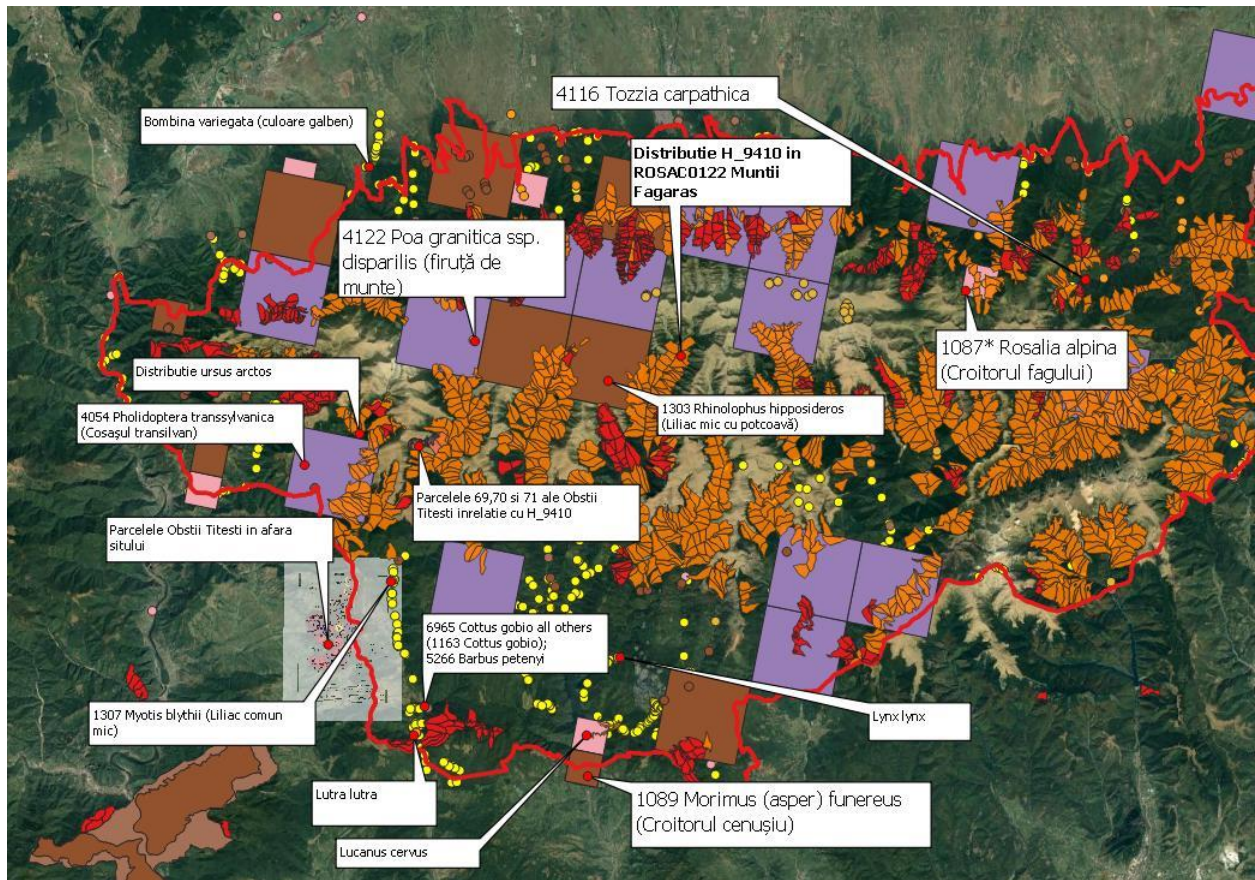 4116 Tozzia carpathica
Bombina variegata (culoare galben)
Distributie H_9410 in
ROSAC0122 Muntii
Fagaras
4122 Poa granitica ssp.
disparilis (firuță de
munte)
1087* Rosalia alpina
(Croitorul fagului)
Distributie ursus arctos
1303 Rhinolophus hipposideros
(Liliac mic cu potcoavă)
4054 Pholidoptera transsylvanica
(Cosașul transilvan)
Parcelele 69,70 si 71 ale Obstii
Titesti inrelatie cu H_9410
Parcelele Obstii Titesti in afara
sitului
6965 Cottus gobio all others
(1163 Cottus gobio);
5266 Barbus petenyi
1307 Myotis blythii (Liliac comun
mic)
Lynx lynx
Lutra lutra
1089 Morimus (asper) funereus
(Croitorul cenușiu)
Lucanus cervus